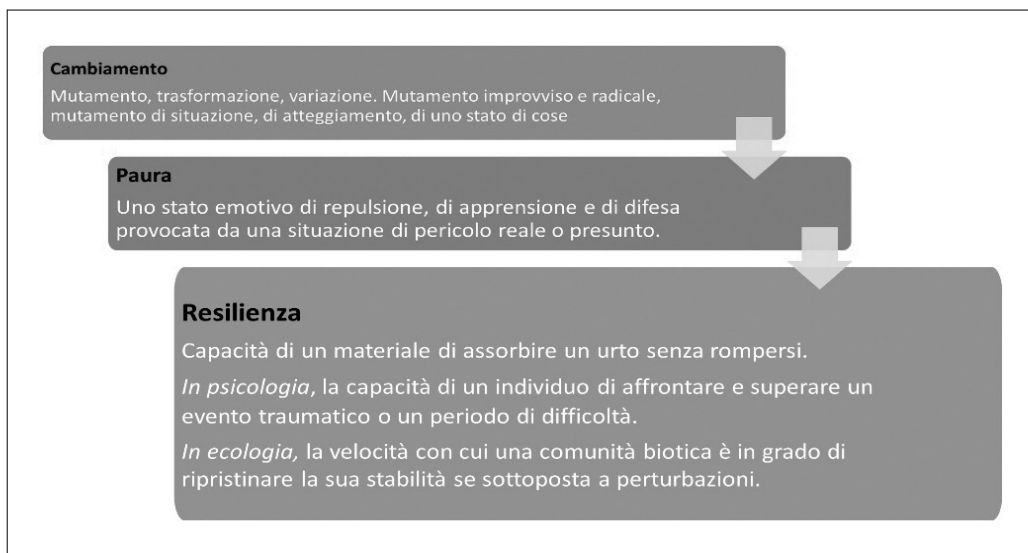 Cambiamento
Mutamento, trasformazione, variazione. Mutamento improvviso e radicale,
mutamento di situazione, di atteggiamento, di uno stato di cose
Paura
Uno stato emotivo di repulsione, di apprensione e di difesa
provocata da una situazione di pericolo reale o presunto.
Resilienza
Capacità di un materiale di assorbire un urto senza rompersi.
In psicologia, la capacità di un individuo di affrontare e superare un
evento traumatico o un periodo di difficoltà.
In ecologia, la velocità con cui una comunità biotica è in grado di
ripristinare la sua stabilità se sottoposta a perturbazioni.